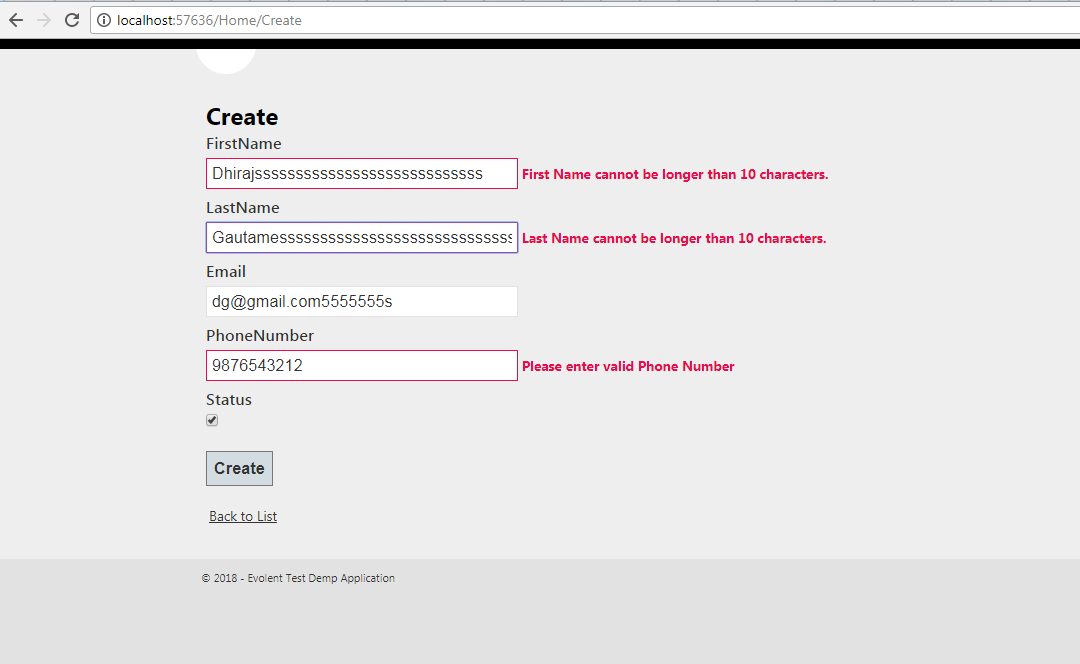 localhost:57636/Home/Create
Create
FirstName
Dhirajssssssssssssssssssssssssssss First Name cannot be longer than 10 characters.
LastName
Gautamesssssssssssssssssssssssssssss Last Name cannot be longer than 10 characters.
Email
dg@gmail.com5555555s
PhoneNumber
9876543212 Please enter valid Phone Number
Status
Create
Back to List
© 2018 - Evolent Test Demp Application